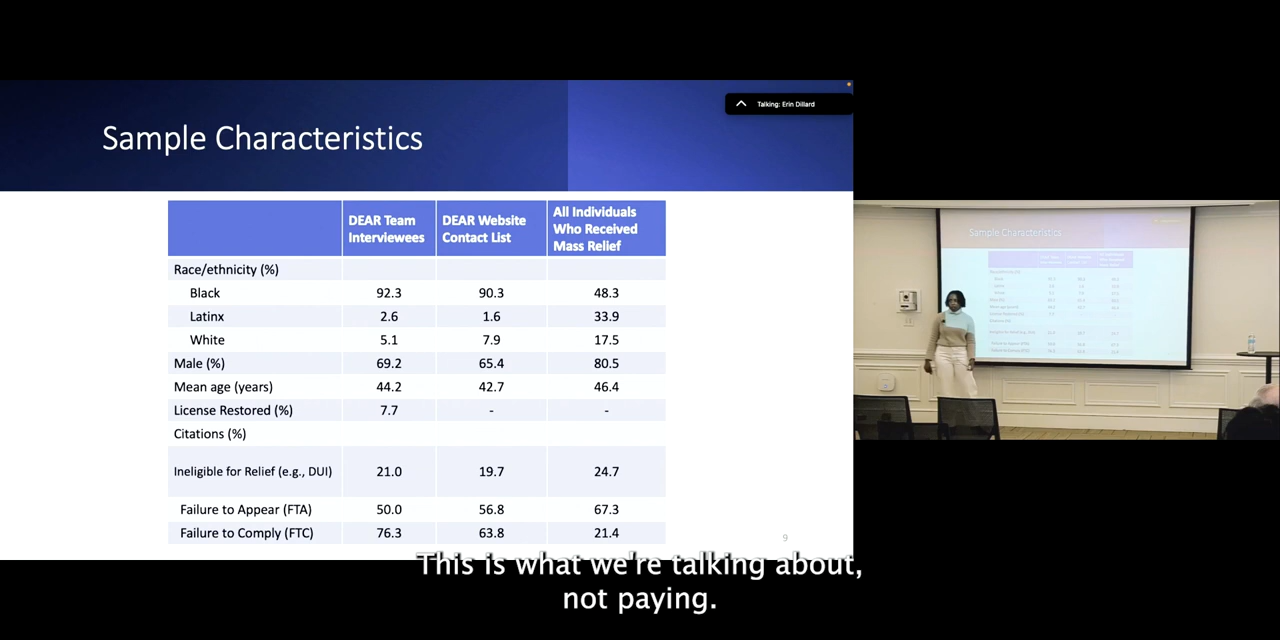 Talking: Erin Dillard
Sample Characteristics
DEAR Team Interviewees DEAR Website Contact List All Individuals Who Received Mass Relief
Race/ethnicity (%)
Black 92.3 90.3 48.3
Latinx 2.6 1.6 33.9
White 5.1 7.9 17.5
Male (%) 69.2 65.4 80.5
Mean age (years) 44.2 42.7 46.4
License Restored (%) 7.7 - -
Citations (%)
Ineligible for Relief (e.g., DUI) 21.0 19.7 24.7
Failure to Appear (FTA) 50.0 56.8 67.3
Failure to Comply (FTC) 76.3 63.8 21.4
9
Sample Characteristics
This is what we're talking about,
not paying.